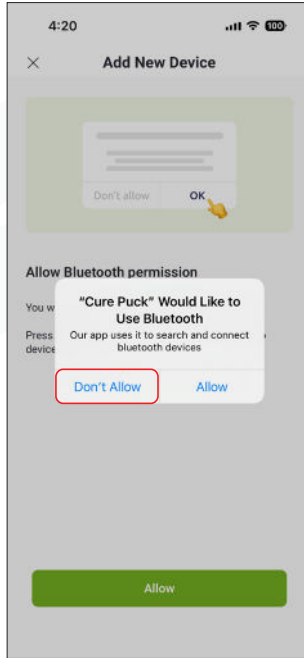 4:20
100
Add New Device
Don't allow
OK
Allow Bluetooth permission
You w
"Cure Puck" Would Like to
Use Bluetooth
Press
Our app uses it to search and connect
device
bluetooth devices
Don't Allow
Allow
Allow